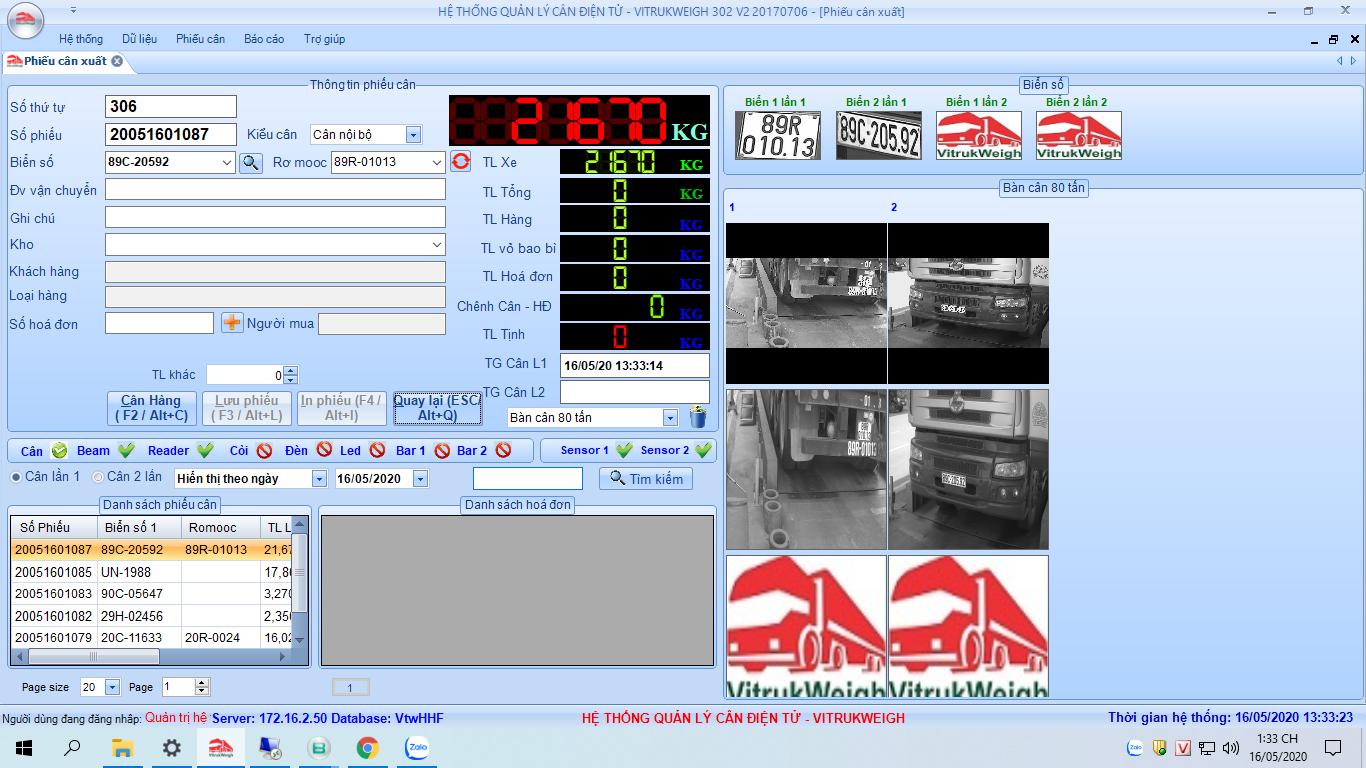 HỆ THỐNG QUẢN LÝ CÂN ĐIỆN TỬ - VITRUKWEIGH 302 V2 20170706 - [Phiếu cân xuất]
Hệ thống Dữ liệu Phiếu cân Báo cáo Trợ giúp
Phiếu cân xuất
Thông tin phiếu cân
Số thứ tự 306
21670 KG
Số phiếu 20051601087 Kiểu cân Cân nội bộ
Biển số 89C-20592 Rơ mooc 89R-01013
TL Xe 21670 KG
Đv vận chuyển
TL Tổng 0 KG
Ghi chú
TL Hàng 0 KG
Kho
TL vỏ bao bì 0 KG
Khách hàng
TL Hoá đơn 0 KG
Loại hàng
Chênh Cân - HĐ 0 KG
Số hoá đơn Người mua
TL Tịnh 0 KG
TG Cân L1 16/05/20 13:33:14
TL khác 0
TG Cân L2
Cân Hàng
( F2 / Alt+C)
Lưu phiếu
( F3 / Alt+L)
In phiếu (F4 /
Alt+I)
Quay lại (ESC/
Alt+Q)
Bàn cân 80 tấn
Cân Beam Reader Còi Đèn Led Bar 1 Bar 2 Sensor 1 Sensor 2
Cân lần 1 Cân 2 lần Hiển thị theo ngày 16/05/2020 Tìm kiếm
Danh sách phiếu cân
Số Phiếu Biển số 1 Romooc TL L
20051601087 89C-20592 89R-01013 21,67
20051601085 UN-1988 17,86
20051601083 90C-05647 3,270
20051601082 29H-02456 2,350
20051601079 20C-11633 20R-0024 16,02
Danh sách hoá đơn
Page size 20 Page 1 1
Biển số
Biển 1 lần 1 Biển 2 lần 1 Biển 1 lần 2 Biển 2 lần 2
89R
010.13
89C-205.92
VitrukWeigh
VitrukWeigh
Bàn cân 80 tấn
1 2
89R-01013
VitrukWeigh VitrukWeigh
Người dùng đang đăng nhập: Quản trị hệ Server: 172.16.2.50 Database: VtwHHF
HỆ THỐNG QUẢN LÝ CÂN ĐIỆN TỬ - VITRUKWEIGH
Thời gian hệ thống: 16/05/2020 13:33:23
VitrukWeigh
Zalo
Zalo
1:33 CH
16/05/2020